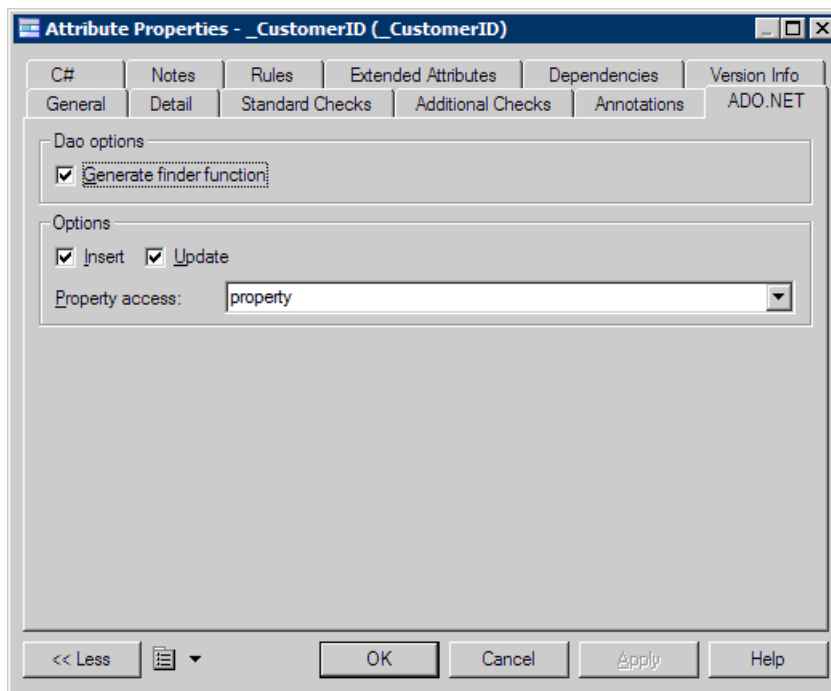 Attribute Properties - _CustomerID (_CustomerID)
C# Notes Rules Extended Attributes Dependencies Version Info
General Detail Standard Checks Additional Checks Annotations ADO.NET
Dao options
Generate finder function
Options
Insert Update
Property access: property
<< Less OK Cancel Apply Help